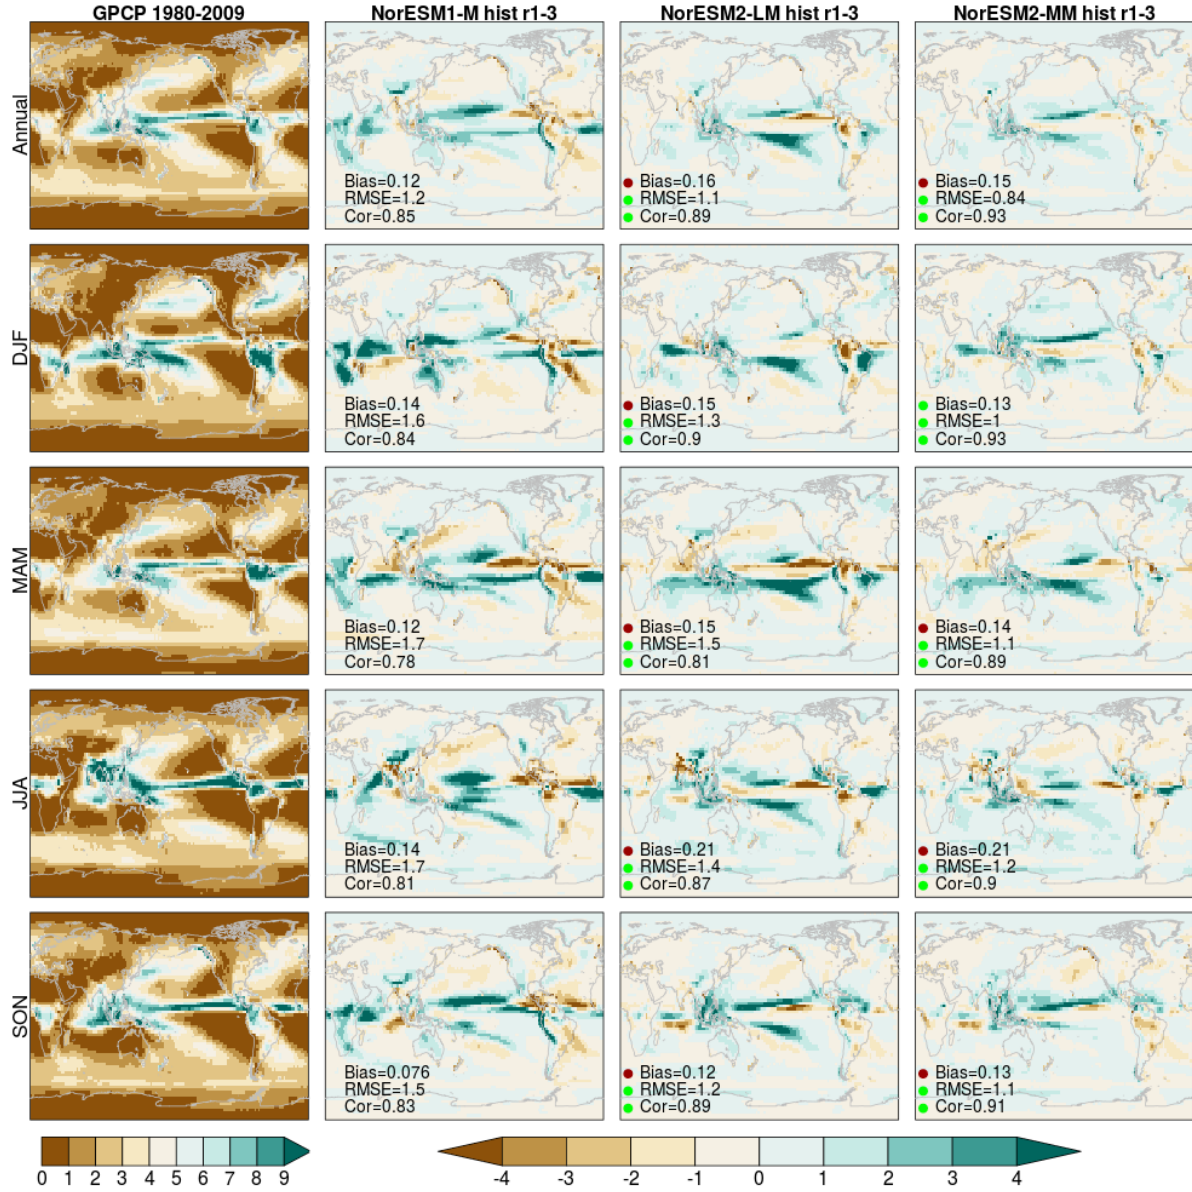 GPCP 1980-2009 NorESM1-M hist r1-3 NorESM2-LM hist r1-3 NorESM2-MM hist r1-3
Annual
Bias=0.12 Bias=0.16 Bias=0.15
RMSE=1.2 RMSE=1.1 RMSE=0.84
Cor=0.85 Cor=0.89 Cor=0.93
DJF
Bias=0.14 Bias=0.15 Bias=0.13
RMSE=1.6 RMSE=1.3 RMSE=1
Cor=0.84 Cor=0.9 Cor=0.93
MAM
Bias=0.12 Bias=0.15 Bias=0.14
RMSE=1.7 RMSE=1.5 RMSE=1.1
Cor=0.78 Cor=0.81 Cor=0.89
JJA
Bias=0.14 Bias=0.21 Bias=0.21
RMSE=1.7 RMSE=1.4 RMSE=1.2
Cor=0.81 Cor=0.87 Cor=0.9
SON
Bias=0.076 Bias=0.12 Bias=0.13
RMSE=1.5 RMSE=1.2 RMSE=1.1
Cor=0.83 Cor=0.89 Cor=0.91
0 1 2 3 4 5 6 7 8 9 -4 -3 -2 -1 0 1 2 3 4